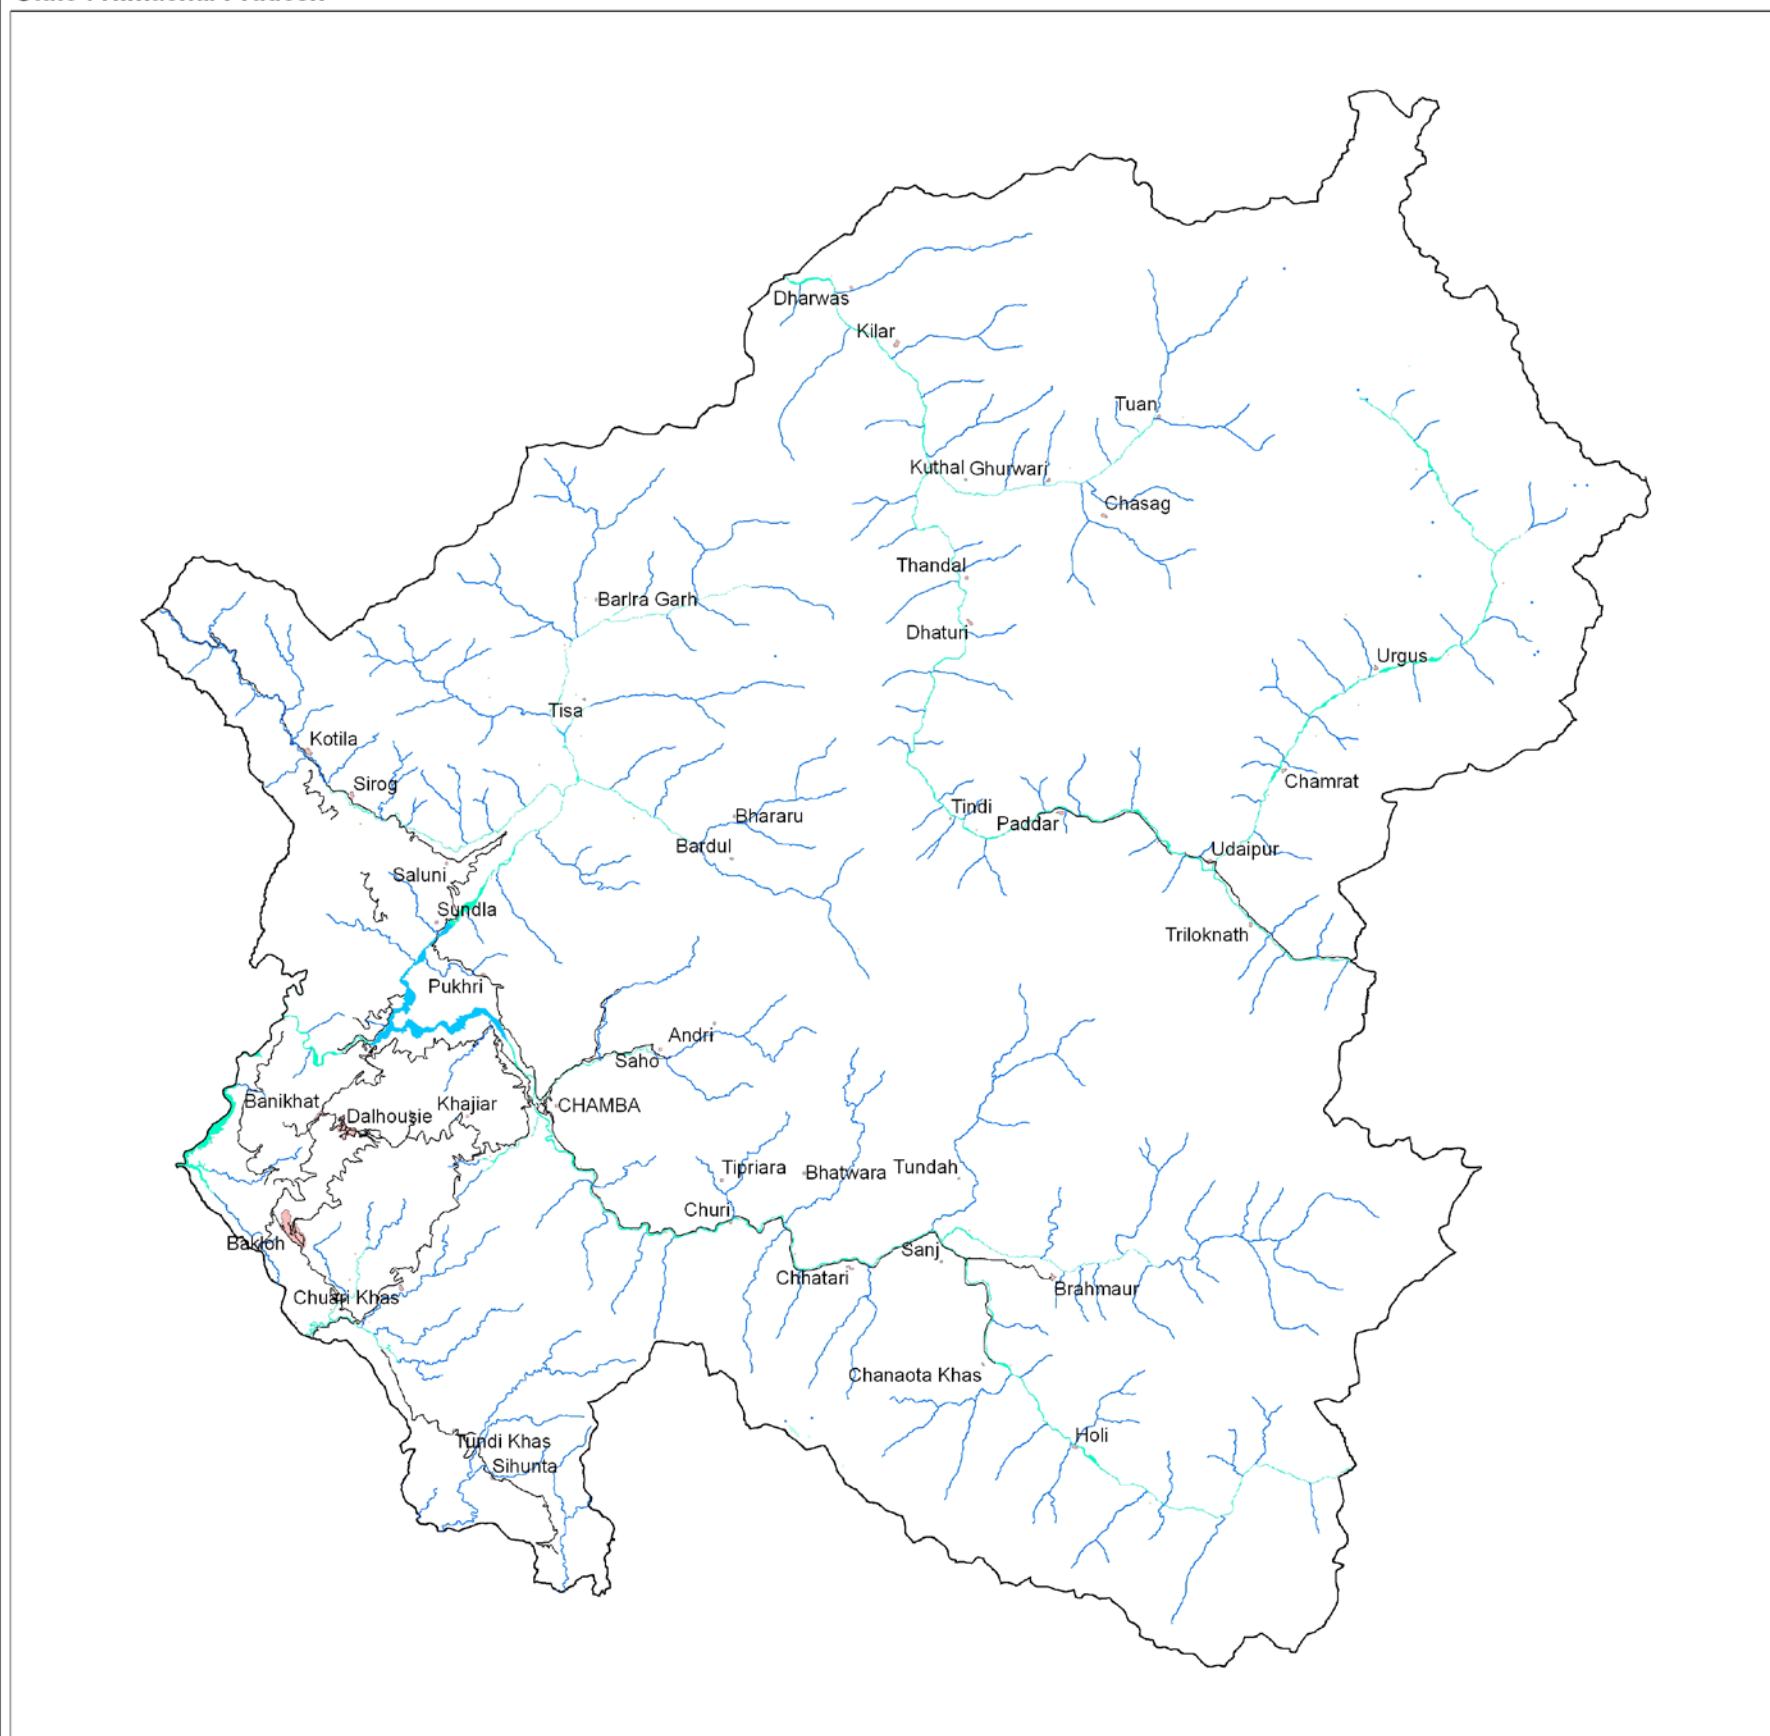 Dharwas
Kilar
Tuan
Kuthal Ghurwari
Chasag
Thandal
Barlra Garh
Dhaturi
Urgus
Tisa
Kotila
Sirog
Chamrat
Tindi
Bhararu
Paddar
Bardul
Udaipur
Saluni
Sundla
Triloknath
Pukhri
Andri
Saho
Banikhat
Khajiar
CHAMBA
Dalhousie
Tipriara
Bhatwara
Tundah
Churi
Bakloh
Sanj
Chhatari
Brahmaur
Chuari Khas
Chanaota Khas
Holi
Tundi Khas
Sihunta